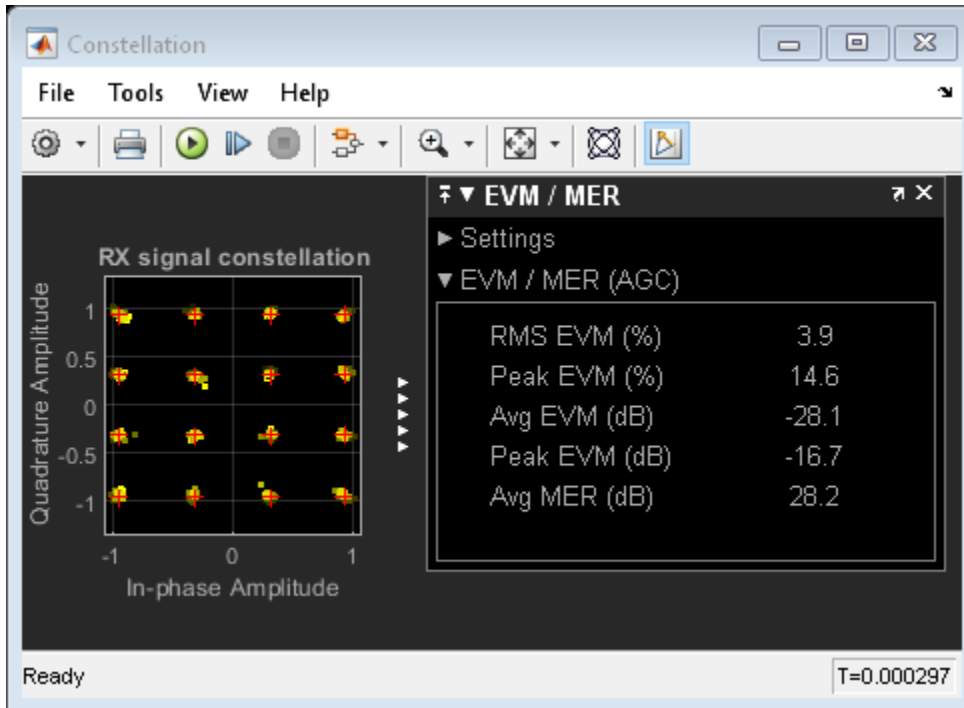 Constellation
File Tools View Help
EVM / MER
Settings
EVM / MER (AGC)
RMS EVM (%) 3.9
Peak EVM (%) 14.6
Avg EVM (dB) -28.1
Peak EVM (dB) -16.7
Avg MER (dB) 28.2
RX signal constellation
Quadrature Amplitude
1
0.5
0
-0.5
-1
-1 0 1
In-phase Amplitude
Ready T=0.000297